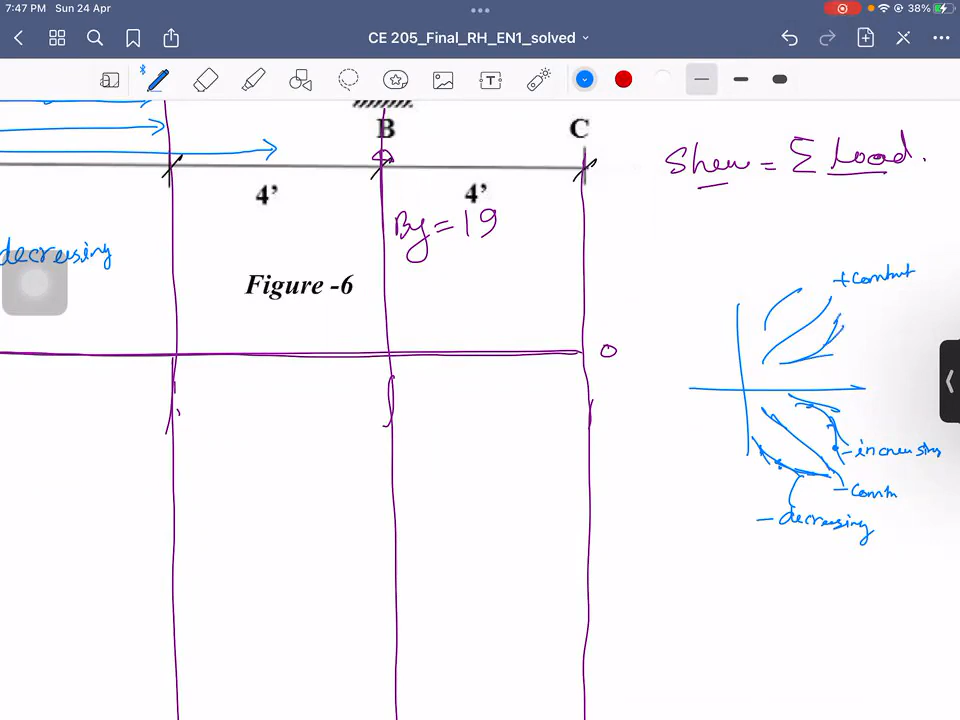 7:47 PM Sun 24 Apr
38%
CE 205_Final_RH_EN1_solved
T
B
C
Shear = Σ Load.
4'
4'
By = 19
decreasing
Figure -6
+ Constant
0
- increasing
- Constn
- decreasing